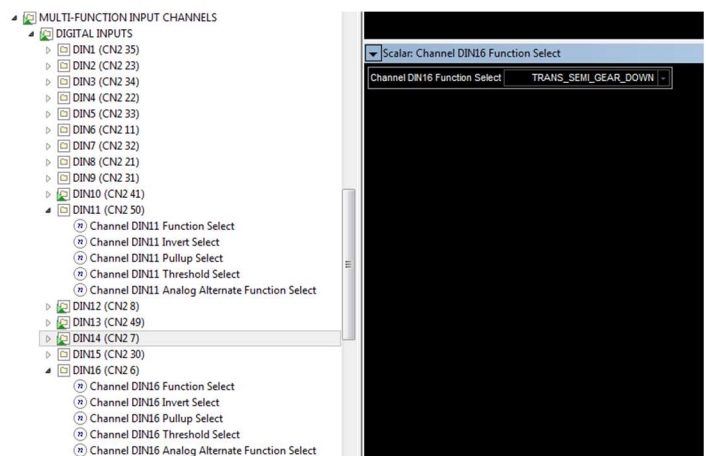 MULTI-FUNCTION INPUT CHANNELS
DIGITAL INPUTS
DIN1 (CN2 35)
DIN2 (CN2 23)
DIN3 (CN2 34)
DIN4 (CN2 22)
DIN5 (CN2 33)
DIN6 (CN2 11)
DIN7 (CN2 32)
DIN8 (CN2 21)
DIN9 (CN2 31)
DIN10 (CN2 41)
DIN11 (CN2 50)
n Channel DIN11 Function Select
n Channel DIN11 Invert Select
n Channel DIN11 Pullup Select
n Channel DIN11 Threshold Select
n Channel DIN11 Analog Alternate Function Select
DIN12 (CN2 8)
DIN13 (CN2 49)
DIN14 (CN2 7)
DIN15 (CN2 30)
DIN16 (CN2 6)
n Channel DIN16 Function Select
n Channel DIN16 Invert Select
n Channel DIN16 Pullup Select
n Channel DIN16 Threshold Select
n Channel DIN16 Analog Alternate Function Select
Scalar: Channel DIN16 Function Select
Channel DIN16 Function Select TRANS_SEMI_GEAR_DOWN